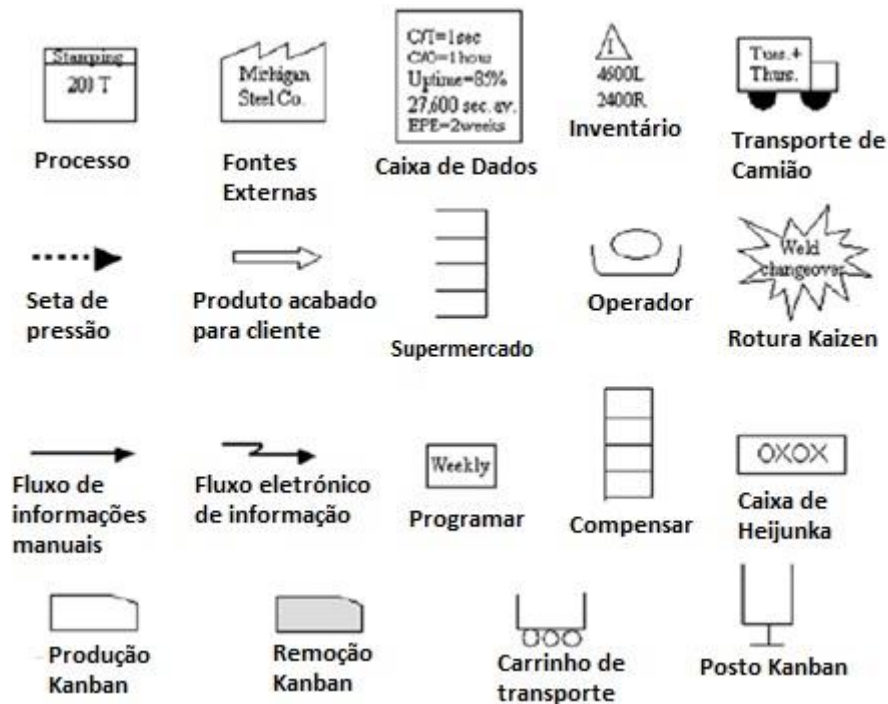 Stamping
200 T
Processo
Michigan
Steel Co.
Fontes
Externas
C/T=1sec
C/O=1hour
Uptime=85%
27,600 sec. av.
EPE=2weeks
Caixa de Dados
I
4600L
2400R
Inventário
Tues.+
Thurs.
Transporte de
Camião
Seta de
pressão
Produto acabado
para cliente
Supermercado
Operador
Weld
changeover
Rotura Kaizen
Fluxo de
informações
manuais
Fluxo eletrónico
de informação
Weekly
Programar
Compensar
OXOX
Caixa de
Heijunka
Produção
Kanban
Remoção
Kanban
Carrinho de
transporte
Posto Kanban